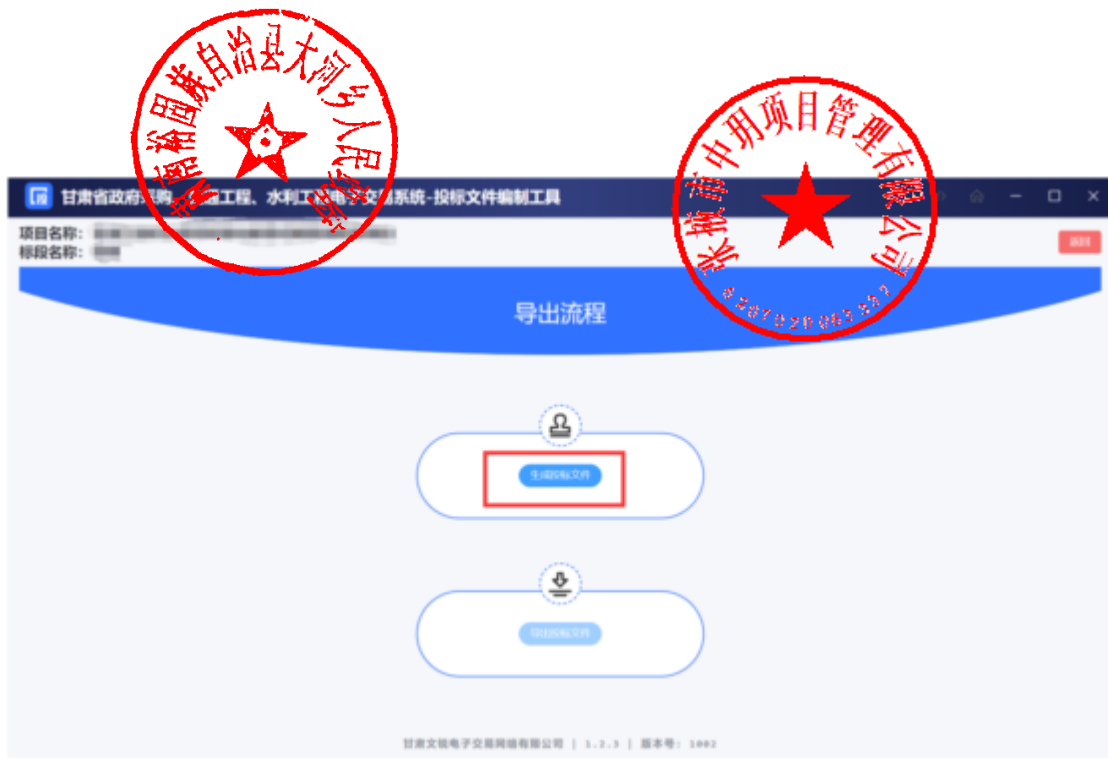 肃南裕固族自治县大河乡人民政府
张掖市中玥项目管理有限公司
甘肃省政府采购、交通工程、水利工程电子交易系统-投标文件编制工具
项目名称：
标段名称：
返回
导出流程
生成投标文件
导出投标文件
甘肃文锐电子交易网络有限公司 | 1.2.3 | 版本号: 1002